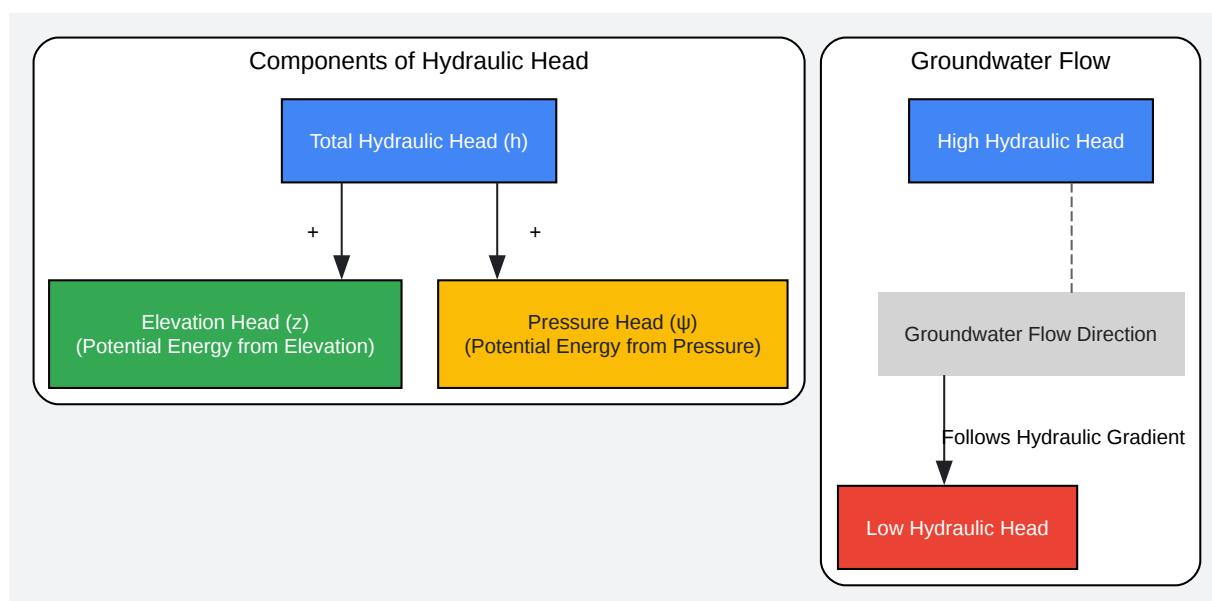 Components of Hydraulic Head
Total Hydraulic Head (h)
+
+
Elevation Head (z)
(Potential Energy from Elevation)
Pressure Head (ψ)
(Potential Energy from Pressure)
Groundwater Flow
High Hydraulic Head
Groundwater Flow Direction
Follows Hydraulic Gradient
Low Hydraulic Head